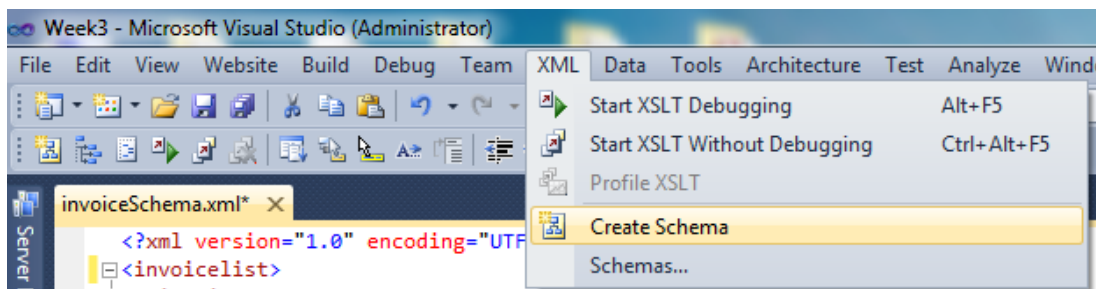 Week3 - Microsoft Visual Studio (Administrator)
File Edit View Website Build Debug Team XML Data Tools Architecture Test Analyze
Start XSLT Debugging Alt+F5
Start XSLT Without Debugging Ctrl+Alt+F5
Profile XSLT
invoiceSchema.xml*
Create Schema
Server
<?xml version="1.0" encoding="UTF
<invoicelist>
Schemas...